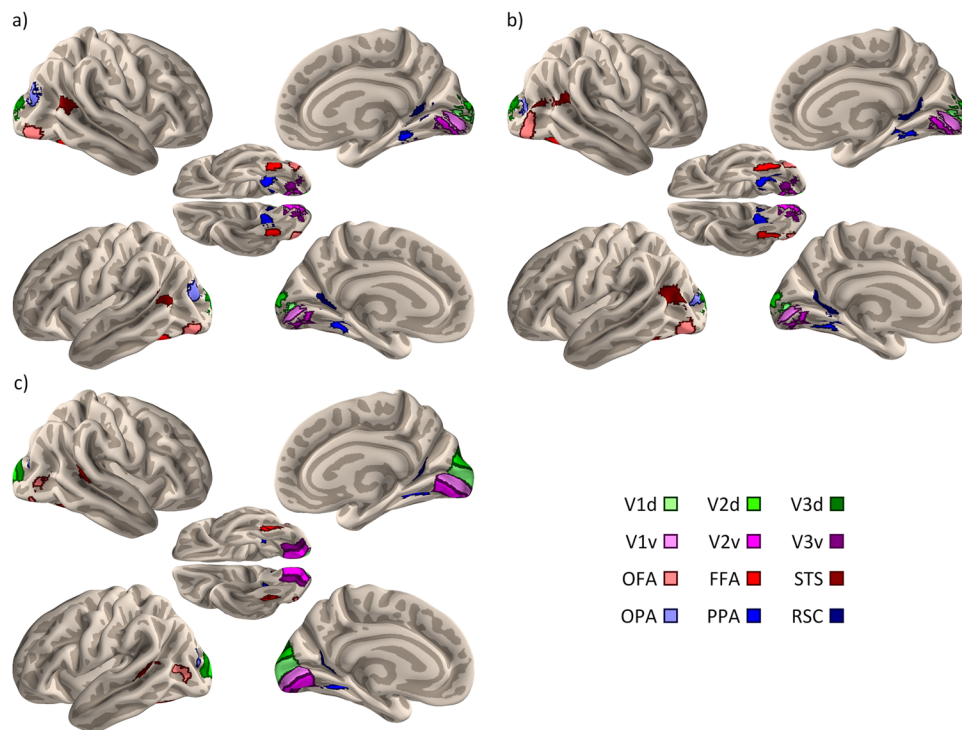 a)
b)
c)
V1d V2d V3d
V1v V2v V3v
OFA FFA STS
OPA PPA RSC